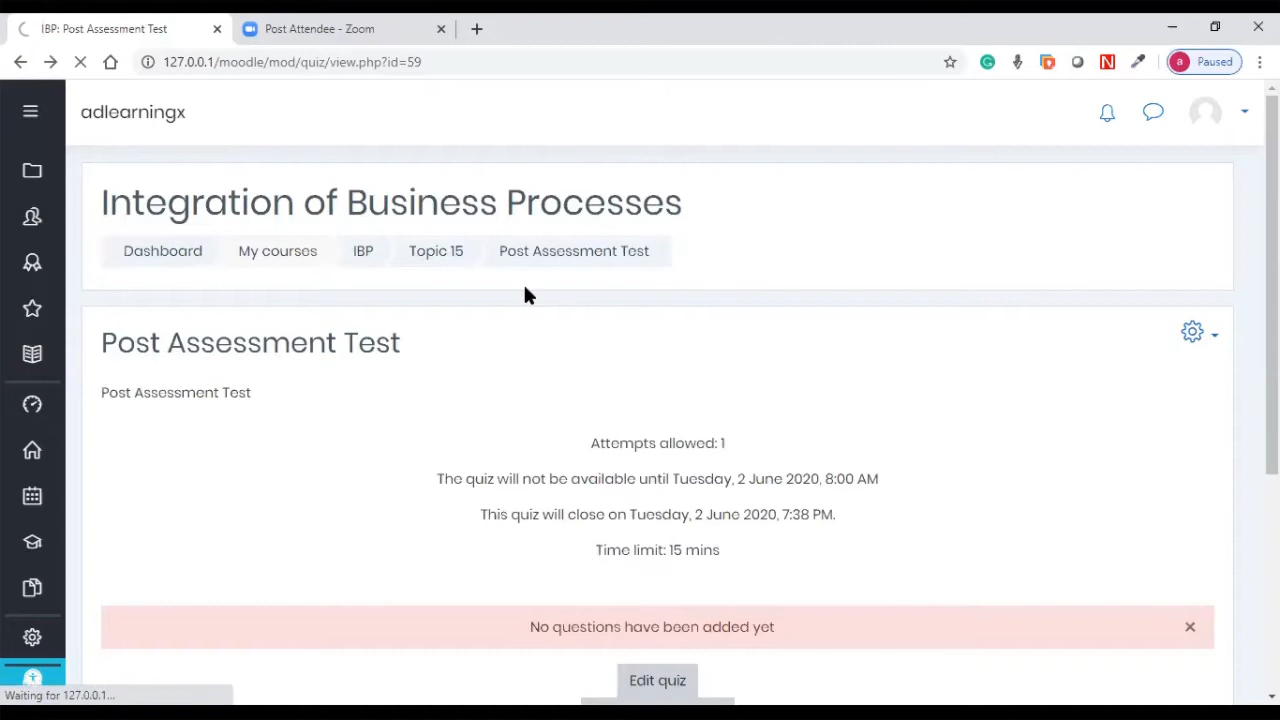 IBP: Post Assessment Test
Post Attendee - Zoom
127.0.0.1/moodle/mod/quiz/view.php?id=59
N
a Paused
adlearningx
Integration of Business Processes
Dashboard My courses IBP Topic 15 Post Assessment Test
Post Assessment Test
Post Assessment Test
Attempts allowed: 1
The quiz will not be available until Tuesday, 2 June 2020, 8:00 AM
This quiz will close on Tuesday, 2 June 2020, 7:38 PM.
Time limit: 15 mins
No questions have been added yet
Edit quiz
Waiting for 127.0.0.1...